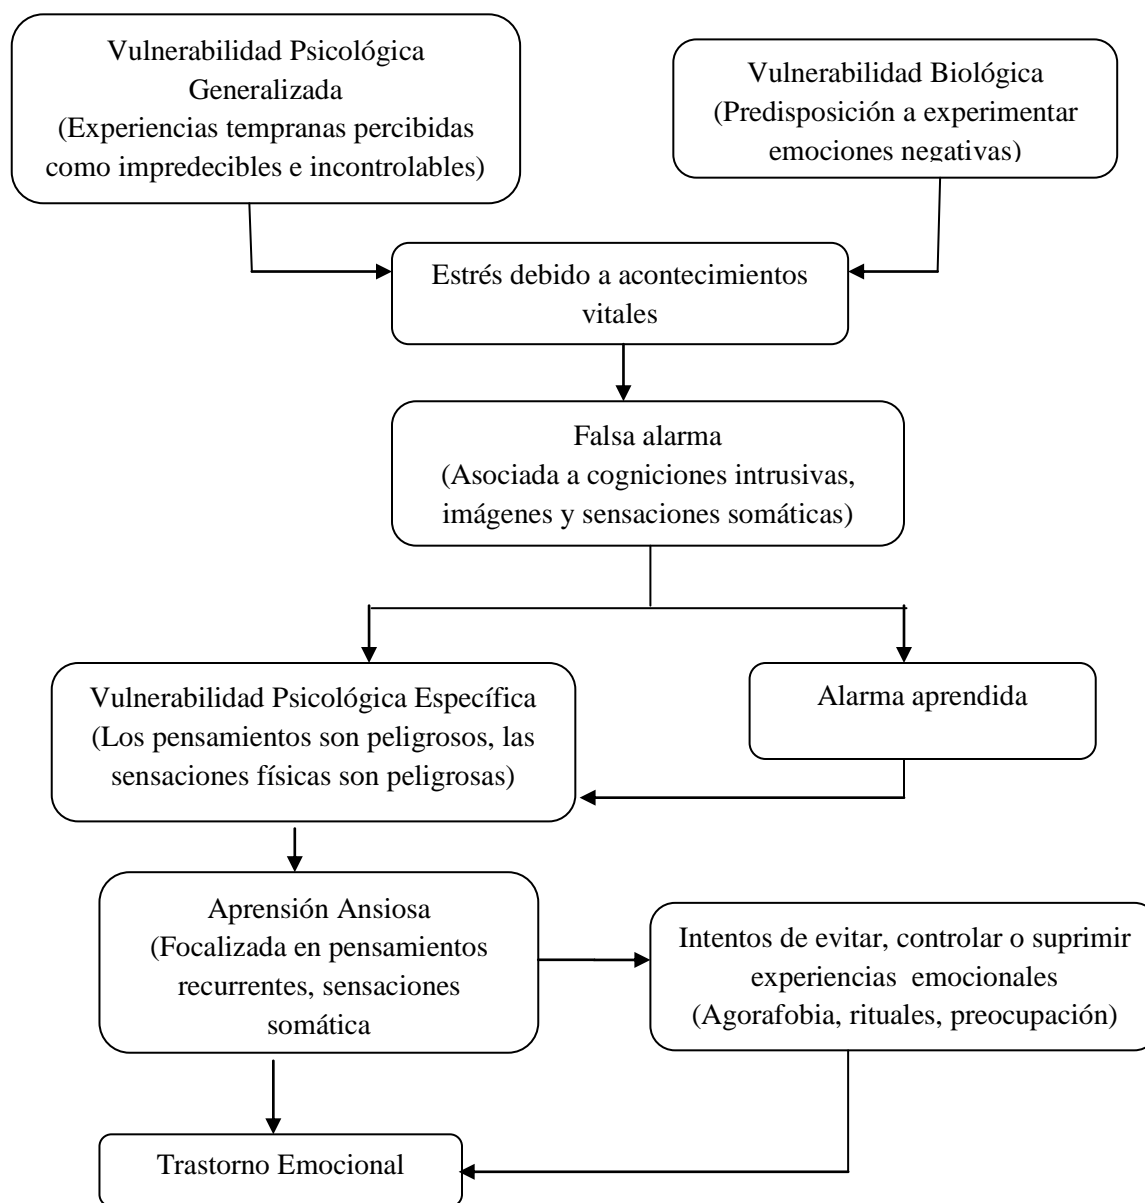 Vulnerabilidad Psicológica
Generalizada
(Experiencias tempranas percibidas
como impredecibles e incontrolables)
Vulnerabilidad Biológica
(Predisposición a experimentar
emociones negativas)
Estrés debido a acontecimientos
vitales
Falsa alarma
(Asociada a cogniciones intrusivas,
imágenes y sensaciones somáticas)
Vulnerabilidad Psicológica Específica
(Los pensamientos son peligrosos, las
sensaciones físicas son peligrosas)
Alarma aprendida
Aprensión Ansiosa
(Focalizada en pensamientos
recurrentes, sensaciones
somática
Intentos de evitar, controlar o suprimir
experiencias emocionales
(Agorafobia, rituales, preocupación)
Trastorno Emocional